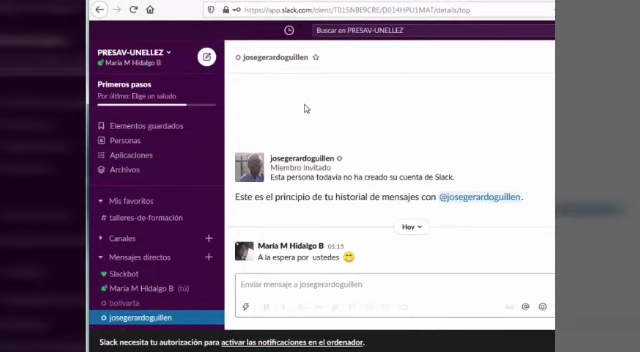 https://app.slack.com/client/T015NBE9CRE/D014HPU1MAT/details/top
Buscar en PRESAV-UNELLEZ
PRESAV-UNELLEZ
María M Hidalgo B
Primeros pasos
Por último: Elige un saludo
Elementos guardados
Personas
Aplicaciones
Archivos
Mis favoritos
# talleres-de-formación
Canales
Mensajes directos
Slackbot
María M Hidalgo B (tú)
bolivarfa
josegerardoguillen
josegerardoguillen
josegerardoguillen
Miembro invitado
Esta persona todavía no ha creado su cuenta de Slack.
Este es el principio de tu historial de mensajes con @josegerardoguillen.
Hoy
María M Hidalgo B 01:15
A la espera por ustedes
Enviar mensaje a josegerardoguillen
Aa @
Slack necesita tu autorización para activar las notificaciones en el ordenador.